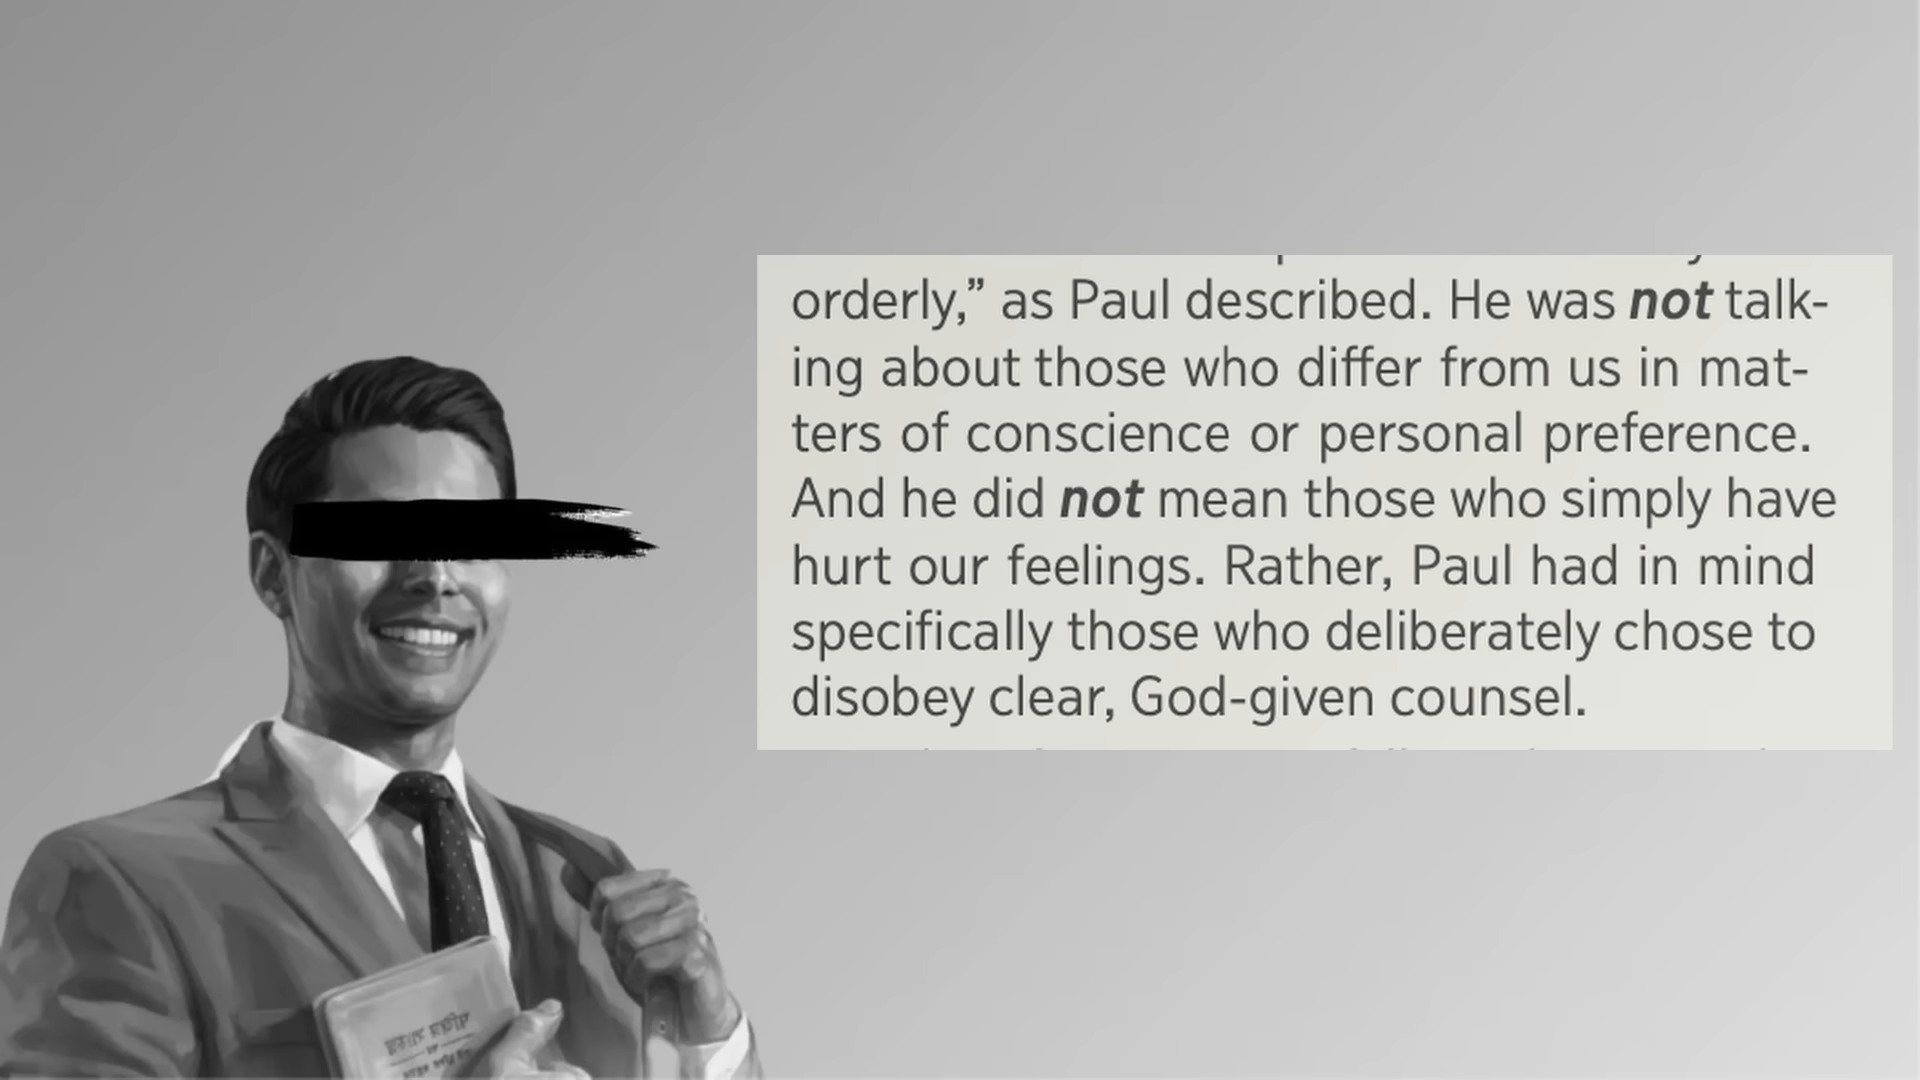 orderly,” as Paul described. He was not talk-
ing about those who differ from us in mat-
ters of conscience or personal preference.
And he did not mean those who simply have
hurt our feelings. Rather, Paul had in mind
specifically those who deliberately chose to
disobey clear, God-given counsel.